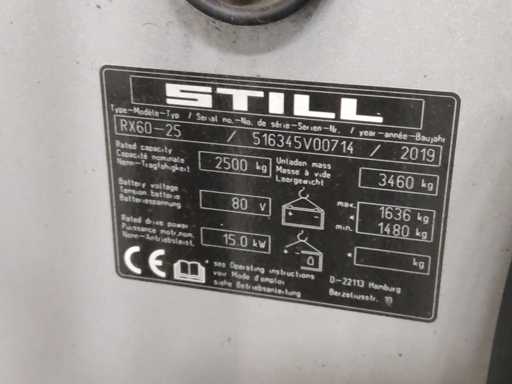 STILL
Type-Modèle-Typ / Serial no.-No. de série-Serien-Nr. / year-année-Baujahr
RX60-25 / 516345V00714 / 2019
Rated capacity
Capacité nominale
Nenn-Tragfähigkeit
2500 kg
Unladen mass
Masse à vide
Leergewicht
3460 kg
Battery voltage
Tension batterie
Batteriespannung
80 V
max. 1636 kg
min. 1480 kg
Rated drive power
Puissance motr.nom.
Nenn-Antriebsleist.
15.0 kW
0
* kg
CE
* see Operating instructions
voir Mode d'emploi
siehe Betriebsanleitung
D-22113 Hamburg
Berzeliusstr. 10